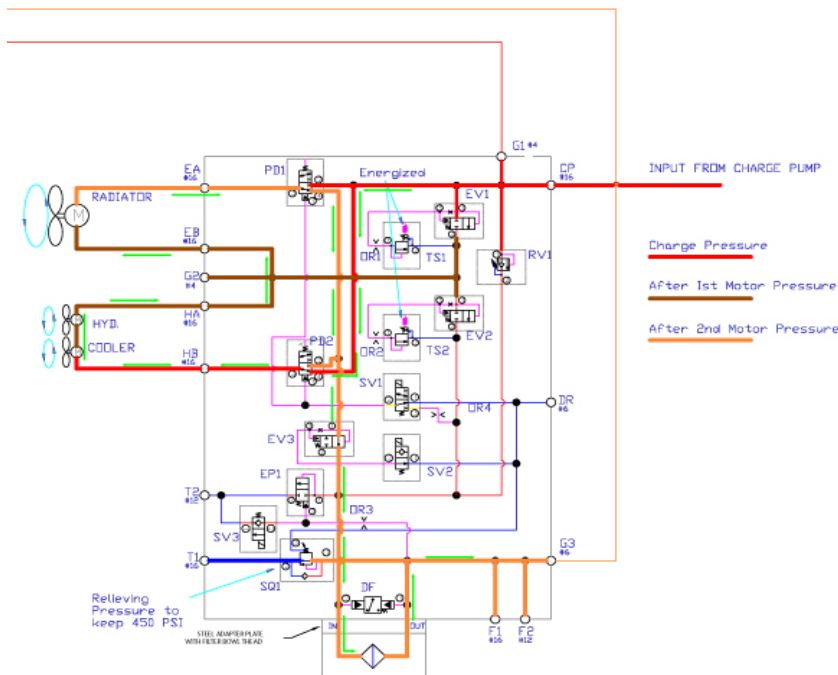 G1 #4
EA
#16
PD1
Energized
CP
#16
INPUT FROM CHARGE PUMP
RADIATOR
M
EV1
EB
#16
OR1
TS1
RV1
Charge Pressure
G2
#4
After 1st Motor Pressure
HA
#16
HYD.
COOLER
M
M
PD2
EV2
After 2nd Motor Pressure
HB
#16
OR2
TS2
SV1
OR4
DR
#6
EV3
SV2
EP1
T2
#12
OR3
SV3
G3
#6
T1
#16
SQ1
DF
Relieving
Pressure to
keep 450 PSI
STEEL ADAPTER PLATE
WITH FILTER BOWL THEAD
IN
OUT
F1
#16
F2
#12